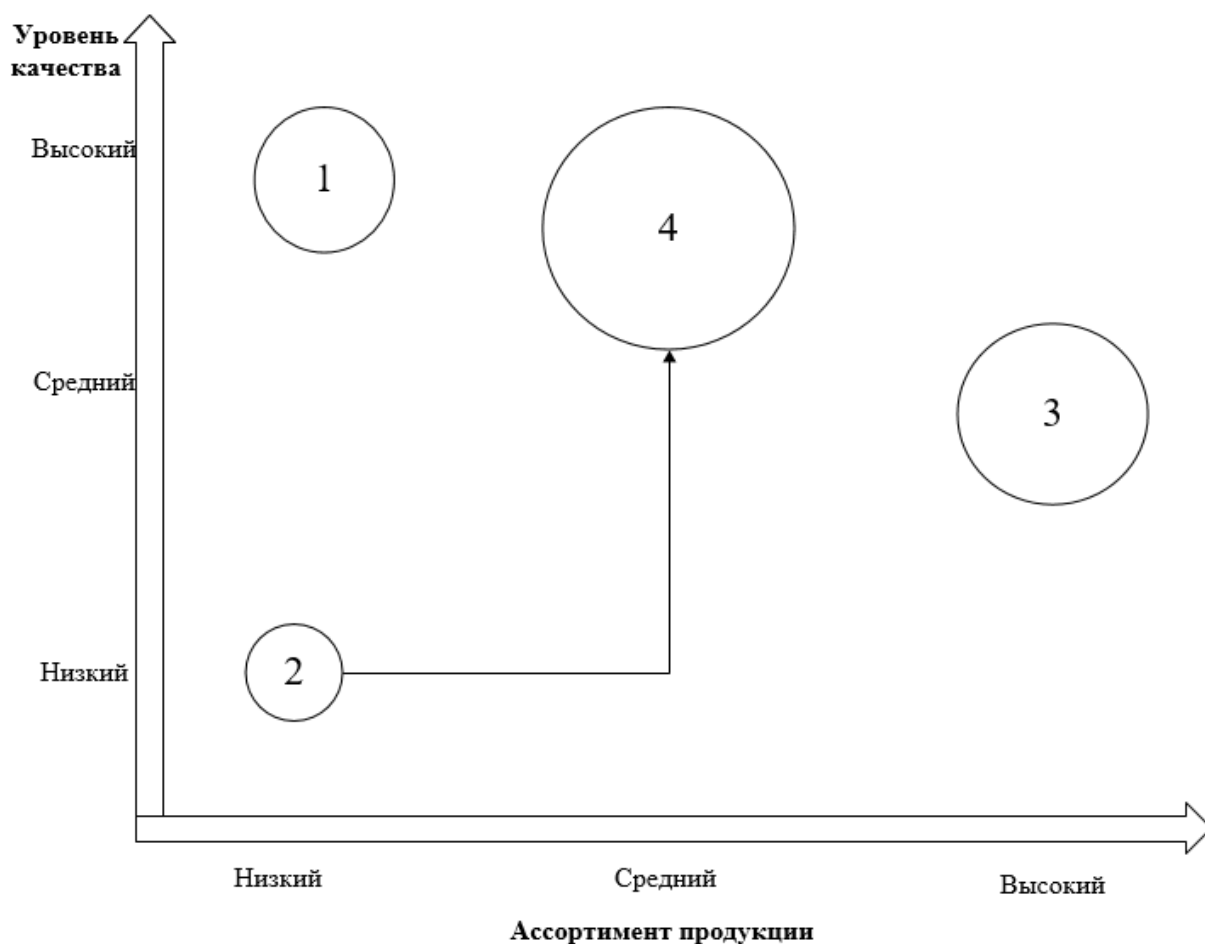 Уровень
качества
Высокий
1
4
Средний
3
Низкий
2
Низкий
Средний
Высокий
Ассортимент продукции